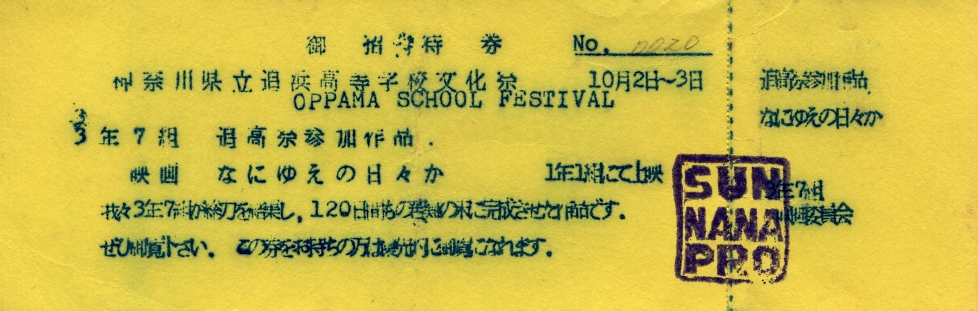 御 招待 券 No. 0020
神奈川県立追浜高等学校文化祭 10月2日~3日
OPPAMA SCHOOL FESTIVAL
3年7組 追高祭参加作品.
映画 なにゆえの日々か 1年1組にて上映
我々3年7組が総力を結集し,120日間もの
に完成させた作品です.
ぜひ御覧下さい. この券をお持ちの方は優先的に御覧になれます.
追高祭参加作品
なにゆえの日々か
3年7組
映画委員会
SUN
NANA
PRO